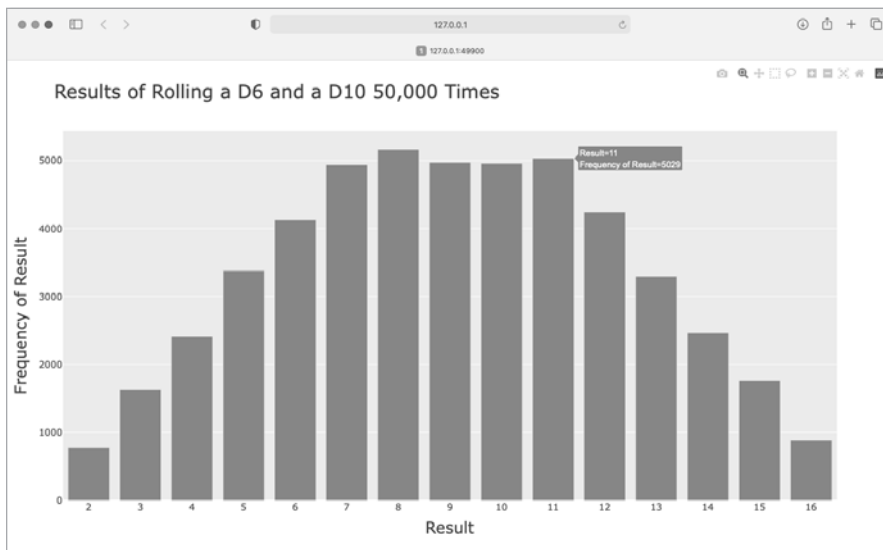 127.0.0.1
1 127.0.0.1:49900
Results of Rolling a D6 and a D10 50,000 Times
Result=11
Frequency of Result=5029
5000
4000
3000
2000
1000
0
Frequency of Result
2 3 4 5 6 7 8 9 10 11 12 13 14 15 16
Result